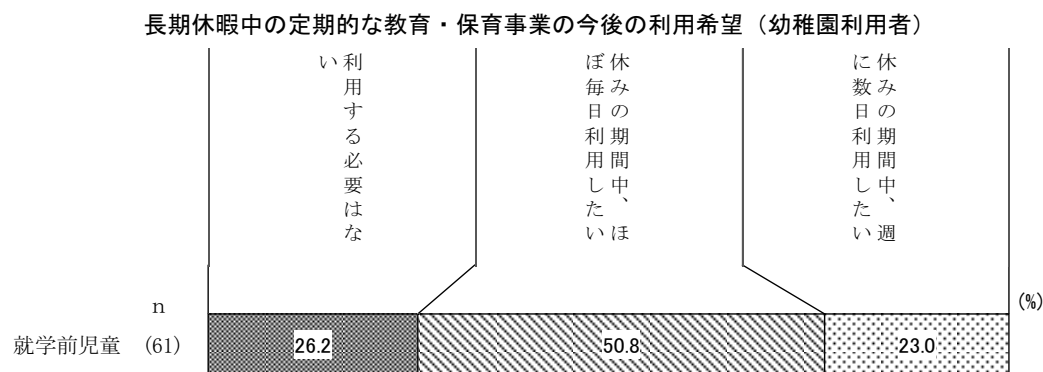 長期休暇中の定期的な教育・保育事業の今後の利用希望（幼稚園利用者）
利用する必要はな
い
休みの期間中、ほ
ぼ毎日利用したい
休みの期間中、週
に数日利用したい
n
(%)
就学前児童 (61)
26.2
50.8
23.0